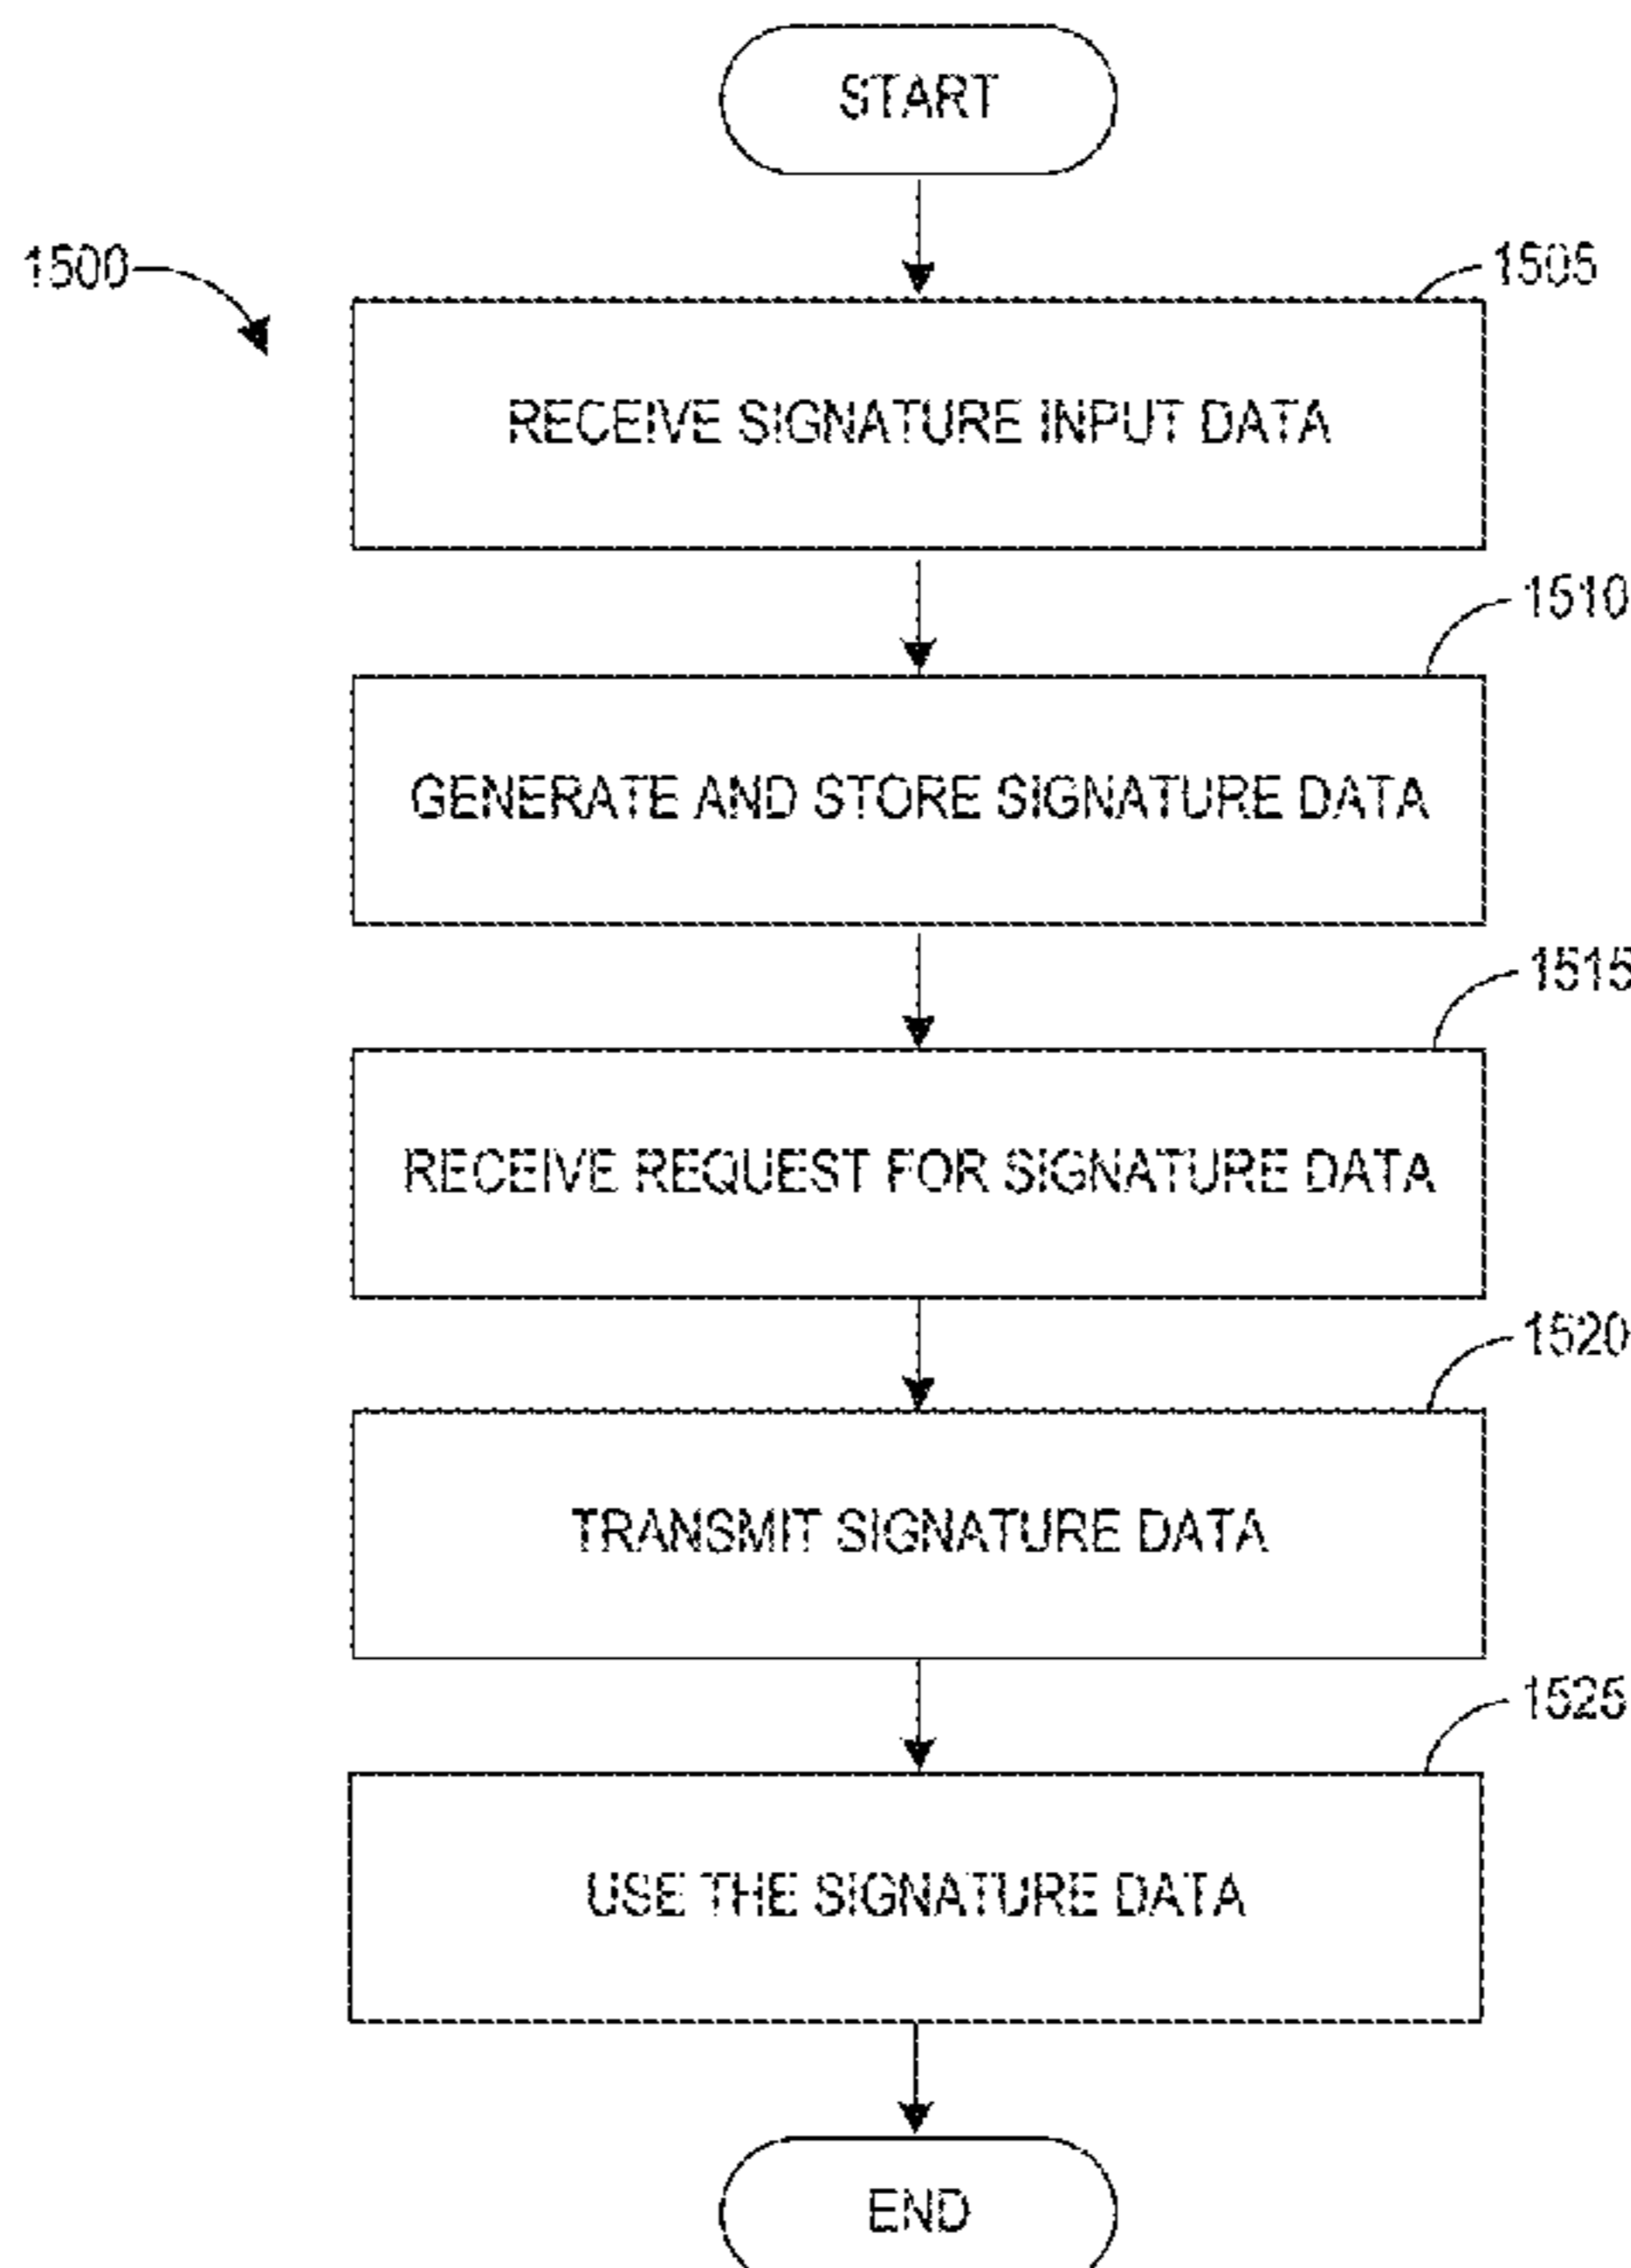 START
1500
1505
RECEIVE SIGNATURE INPUT DATA
1510
GENERATE AND STORE SIGNATURE DATA
1515
RECEIVE REQUEST FOR SIGNATURE DATA
1520
TRANSMIT SIGNATURE DATA
1525
USE THE SIGNATURE DATA
END